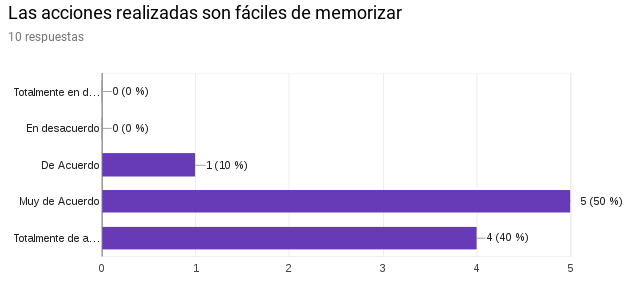 Las acciones realizadas son fáciles de memorizar
10 respuestas
Totalmente en d… 0 (0 %)
En desacuerdo 0 (0 %)
De Acuerdo 1 (10 %)
Muy de Acuerdo 5 (50 %)
Totalmente de a… 4 (40 %)
0 1 2 3 4 5